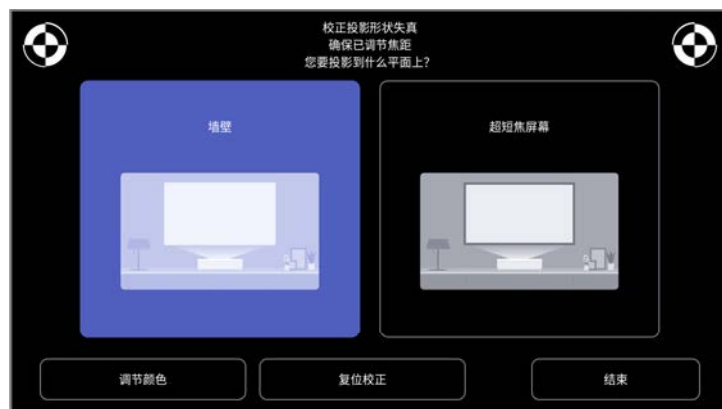 校正投影形状失真
确保已调节焦距
您要投影到什么平面上?
墙壁
超短焦屏幕
调节颜色
复位校正
结束